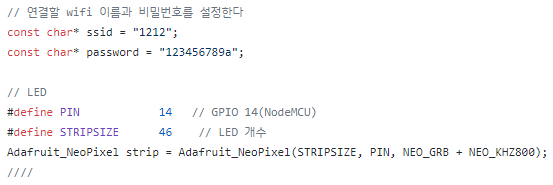 // 연결할 wifi 이름과 비밀번호를 설정한다
const char* ssid = "1212";
const char* password = "123456789a";
// LED
#define PIN 14 // GPIO 14(NodeMCU)
#define STRIPSIZE 46 // LED 개수
Adafruit_NeoPixel strip = Adafruit_NeoPixel(STRIPSIZE, PIN, NEO_GRB + NEO_KHZ800);
////